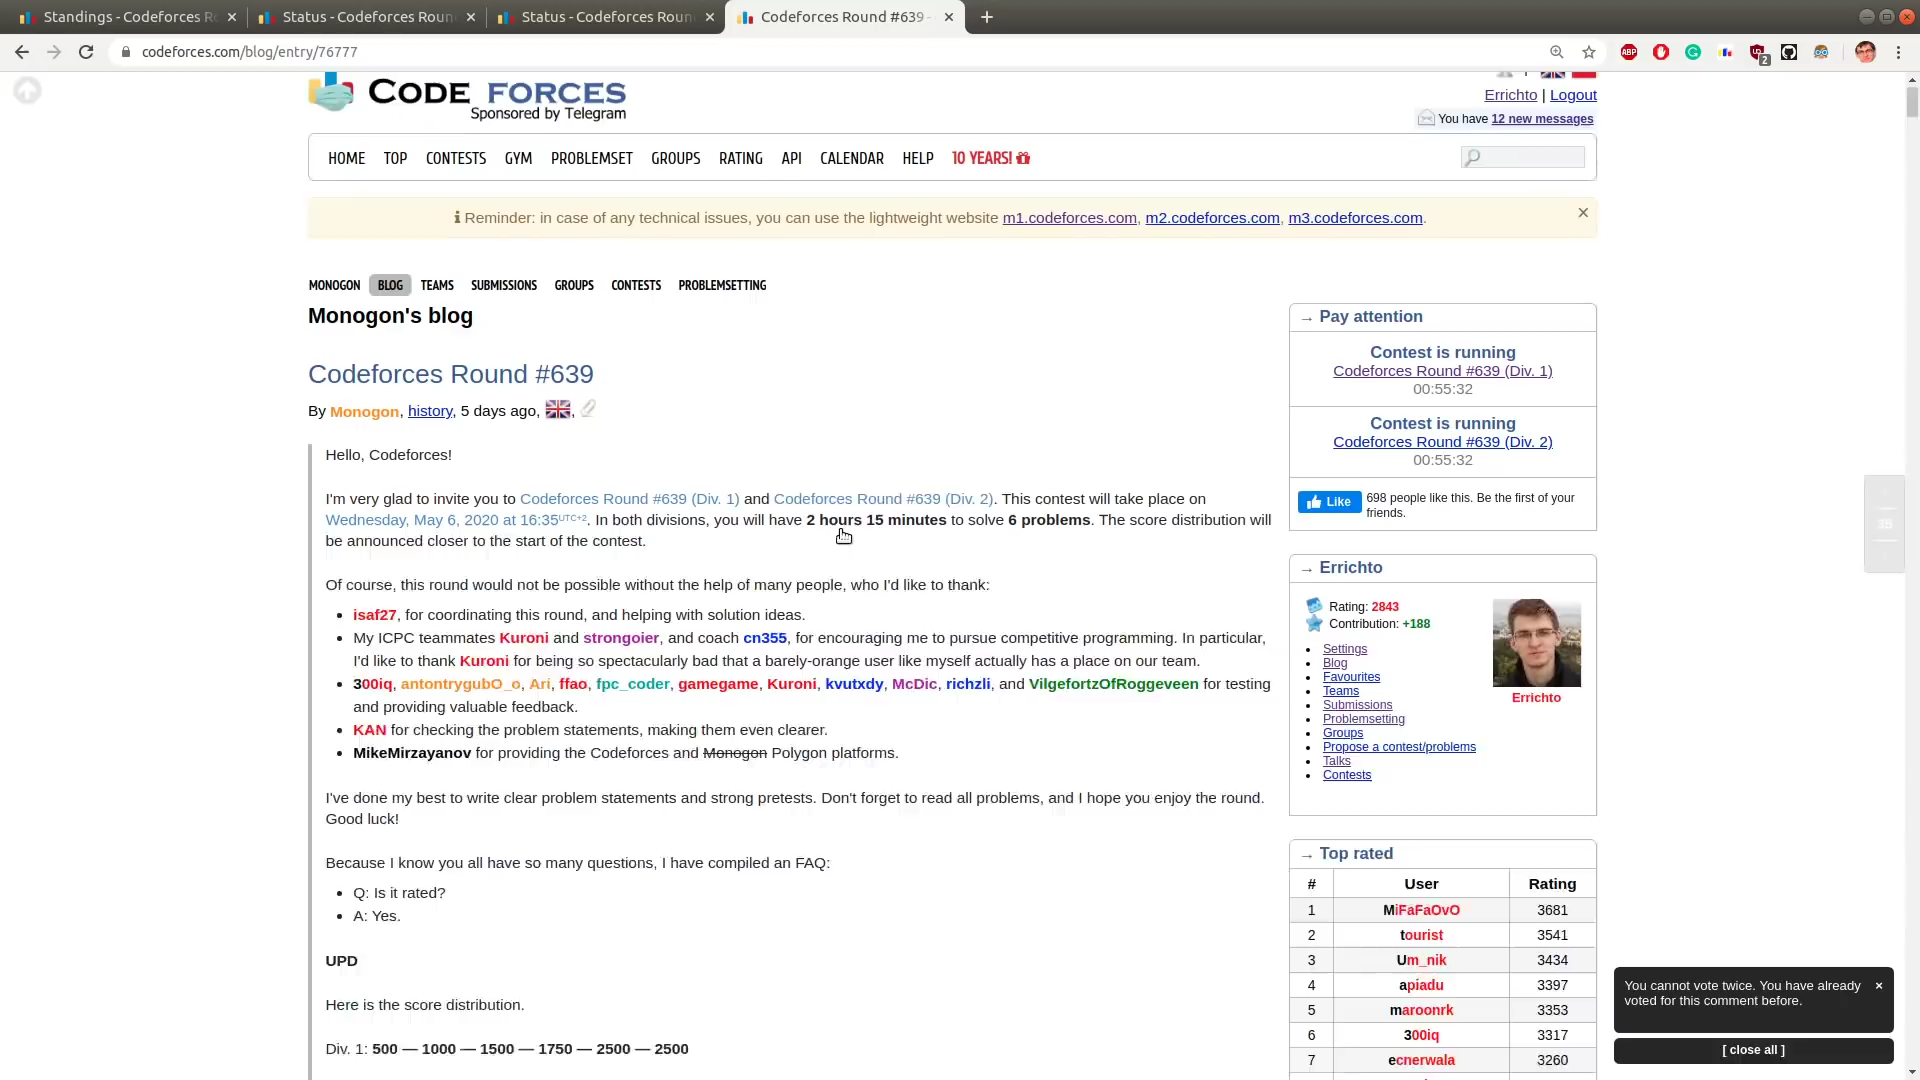 Standings - Codeforces Ro
Status - Codeforces Roun
Status - Codeforces Roun
Codeforces Round #639 -
codeforces.com/blog/entry/76777
ABP
2
CODE FORCES
Sponsored by Telegram
Errichto | Logout
You have 12 new messages
HOME TOP CONTESTS GYM PROBLEMSET GROUPS RATING API CALENDAR HELP 10 YEARS!
Reminder: in case of any technical issues, you can use the lightweight website m1.codeforces.com, m2.codeforces.com, m3.codeforces.com.
MONOGON BLOG TEAMS SUBMISSIONS GROUPS CONTESTS PROBLEMSETTING
Monogon's blog
Codeforces Round #639
By Monogon, history, 5 days ago,
Hello, Codeforces!
I'm very glad to invite you to Codeforces Round #639 (Div. 1) and Codeforces Round #639 (Div. 2). This contest will take place on
Wednesday, May 6, 2020 at 16:35UTC+2. In both divisions, you will have 2 hours 15 minutes to solve 6 problems. The score distribution will
be announced closer to the start of the contest.
Of course, this round would not be possible without the help of many people, who I'd like to thank:
isaf27, for coordinating this round, and helping with solution ideas.
My ICPC teammates Kuroni and strongoier, and coach cn355, for encouraging me to pursue competitive programming. In particular,
I'd like to thank Kuroni for being so spectacularly bad that a barely-orange user like myself actually has a place on our team.
300iq, antontrygubO_o, Ari, ffao, fpc_coder, gamegame, Kuroni, kvutxdy, McDic, richzli, and VilgefortzOfRoggeveen for testing
and providing valuable feedback.
KAN for checking the problem statements, making them even clearer.
MikeMirzayanov for providing the Codeforces and Monogon Polygon platforms.
I've done my best to write clear problem statements and strong pretests. Don't forget to read all problems, and I hope you enjoy the round.
Good luck!
Because I know you all have so many questions, I have compiled an FAQ:
Q: Is it rated?
A: Yes.
UPD
Here is the score distribution.
Div. 1: 500 — 1000 — 1500 — 1750 — 2500 — 2500
→ Pay attention
Contest is running
Codeforces Round #639 (Div. 1)
00:55:32
Contest is running
Codeforces Round #639 (Div. 2)
00:55:32
Like
698 people like this. Be the first of your
friends.
→ Errichto
Rating: 2843
Contribution: +188
Settings
Blog
Favourites
Teams
Submissions
Problemsetting
Groups
Propose a contest/problems
Talks
Contests
Errichto
→ Top rated
# User Rating
1 MiFaFaOvO 3681
2 tourist 3541
3 Um_nik 3434
4 apiadu 3397
5 maroonrk 3353
6 300iq 3317
7 ecnerwala 3260
35
You cannot vote twice. You have already
voted for this comment before.
[ close all ]